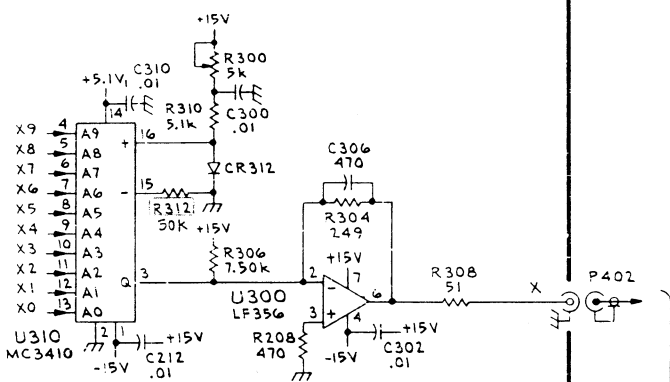 +15V
R300
5k
+5.1V
C310
.01
14
R310
5.1k
C300
.01
X9 4 A9
X8 5 A8
X7 6 A7
X6 7 A6
X5 8 A5
X4 9 A4
X3 10 A3
X2 11 A2
X1 12 A1
X0 13 A0
+ 16
CR312
- 15
R312
50k
+15V
R306
7.50k
Q 3
C306
470
R304
249
+15V
7
2 -
3 +
6
4
U300
LF356
R308
51
X
P402
R208
470
-15V
+15V
C302
.01
U310
MC3410
2
1
+15V
-15V
C212
.01